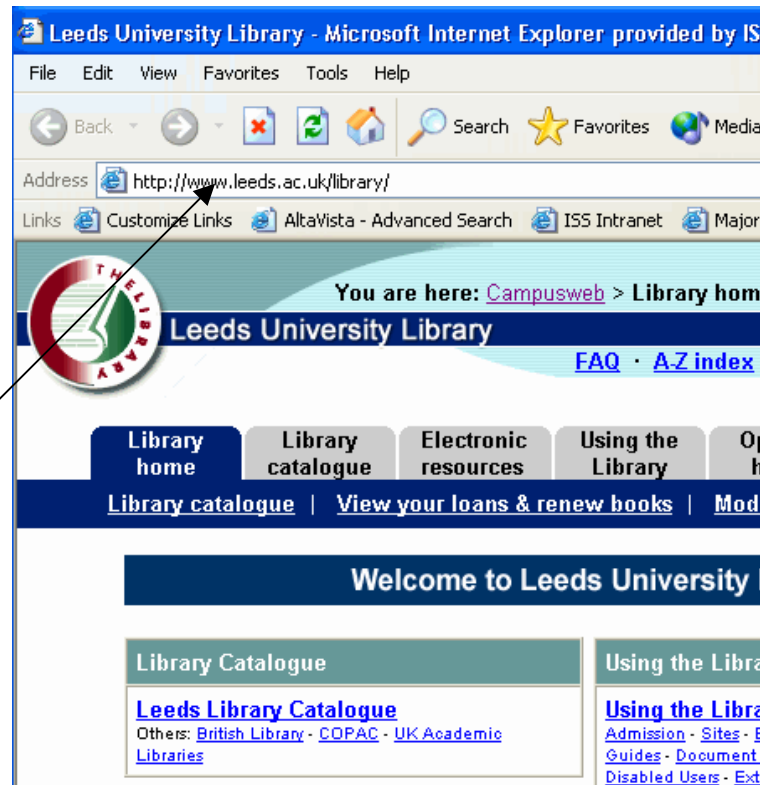 Leeds University Library - Microsoft Internet Explorer provided by IS
File Edit View Favorites Tools Help
Back Search Favorites Media
Address http://www.leeds.ac.uk/library/
Links Customize Links AltaVista - Advanced Search ISS Intranet Major
THE LIBRARY
You are here: Campusweb > Library hom
Leeds University Library
FAQ · A-Z index
Library home Library catalogue Electronic resources Using the Library
Library catalogue | View your loans & renew books | Mod
Welcome to Leeds University
Library Catalogue
Leeds Library Catalogue
Others: British Library - COPAC - UK Academic
Libraries
Using the Libra
Using the Libra
Admission - Sites -
Guides - Document
Disabled Users - Ext